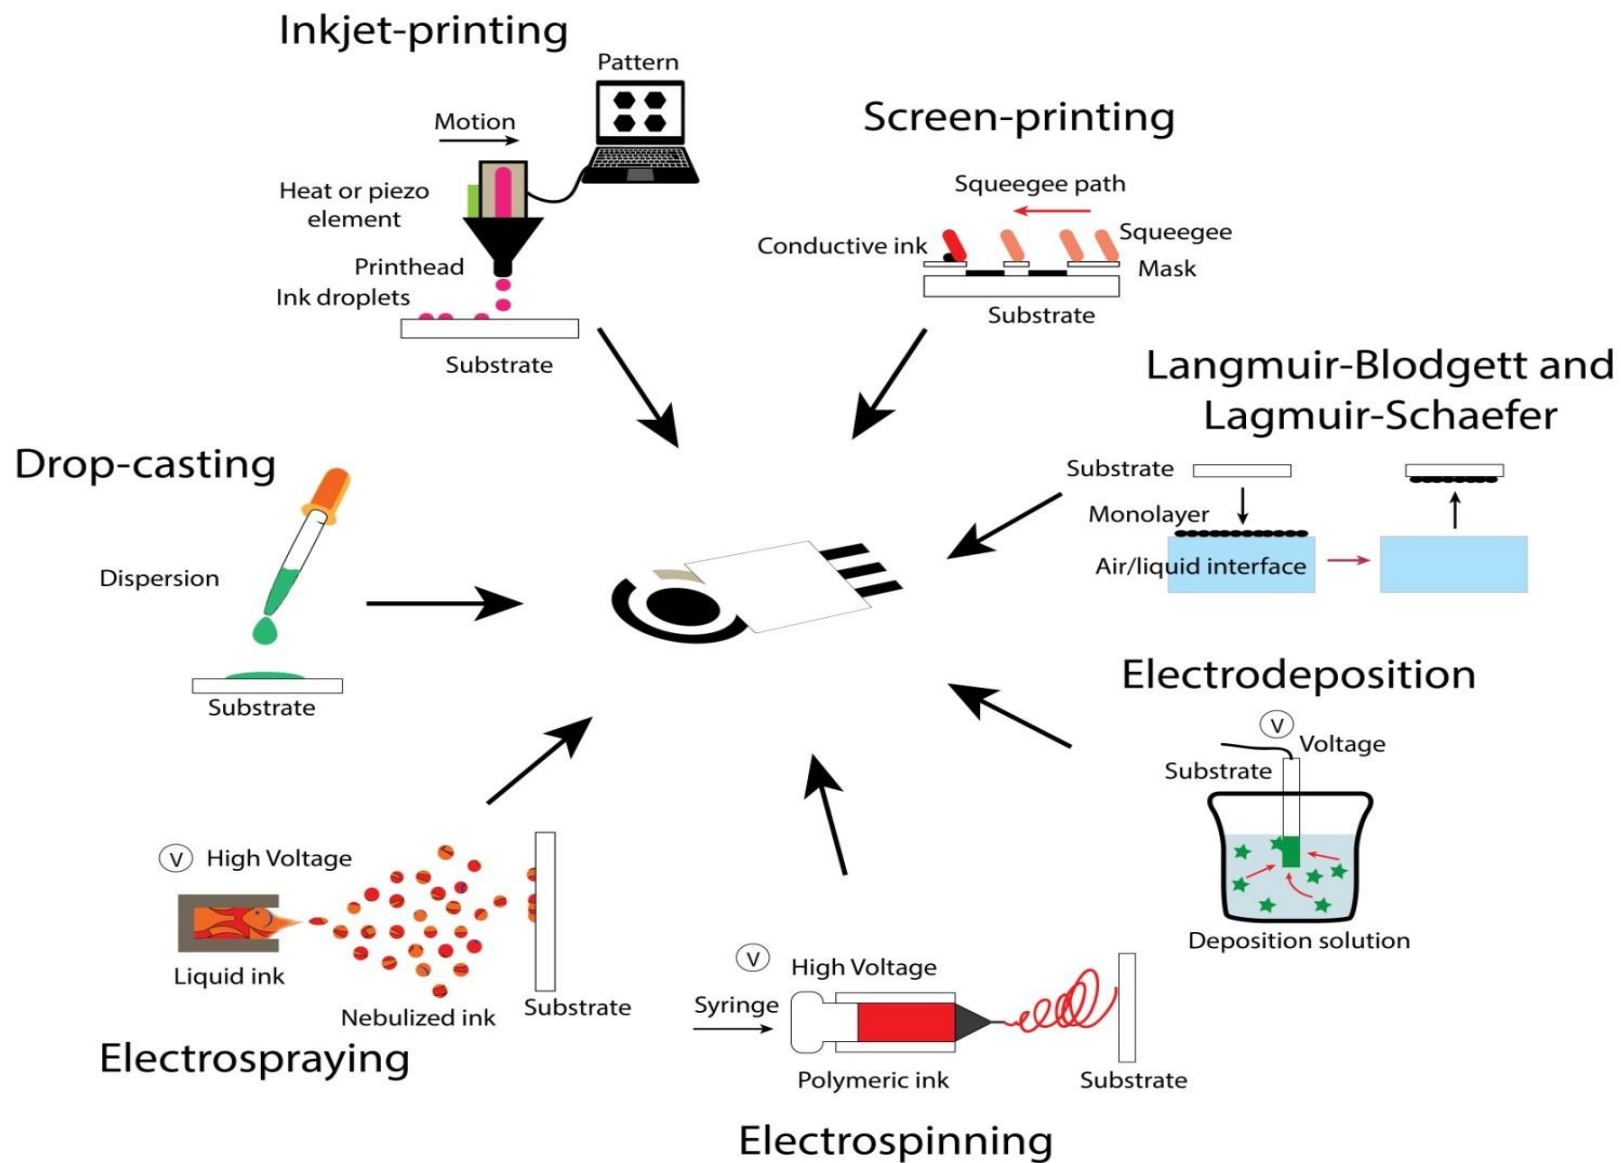 Inkjet-printing
Pattern
Motion
Heat or piezo
element
Printhead
Ink droplets
Substrate
Screen-printing
Squeegee path
Conductive ink
Squeegee
Mask
Substrate
Langmuir-Blodgett and
Lagmuir-Schaefer
Substrate
Monolayer
Air/liquid interface
Drop-casting
Dispersion
Substrate
Electrodeposition
V
Voltage
Substrate
Deposition solution
V High Voltage
Liquid ink
Nebulized ink
Substrate
Electrospraying
V High Voltage
Syringe
Polymeric ink
Substrate
Electrospinning